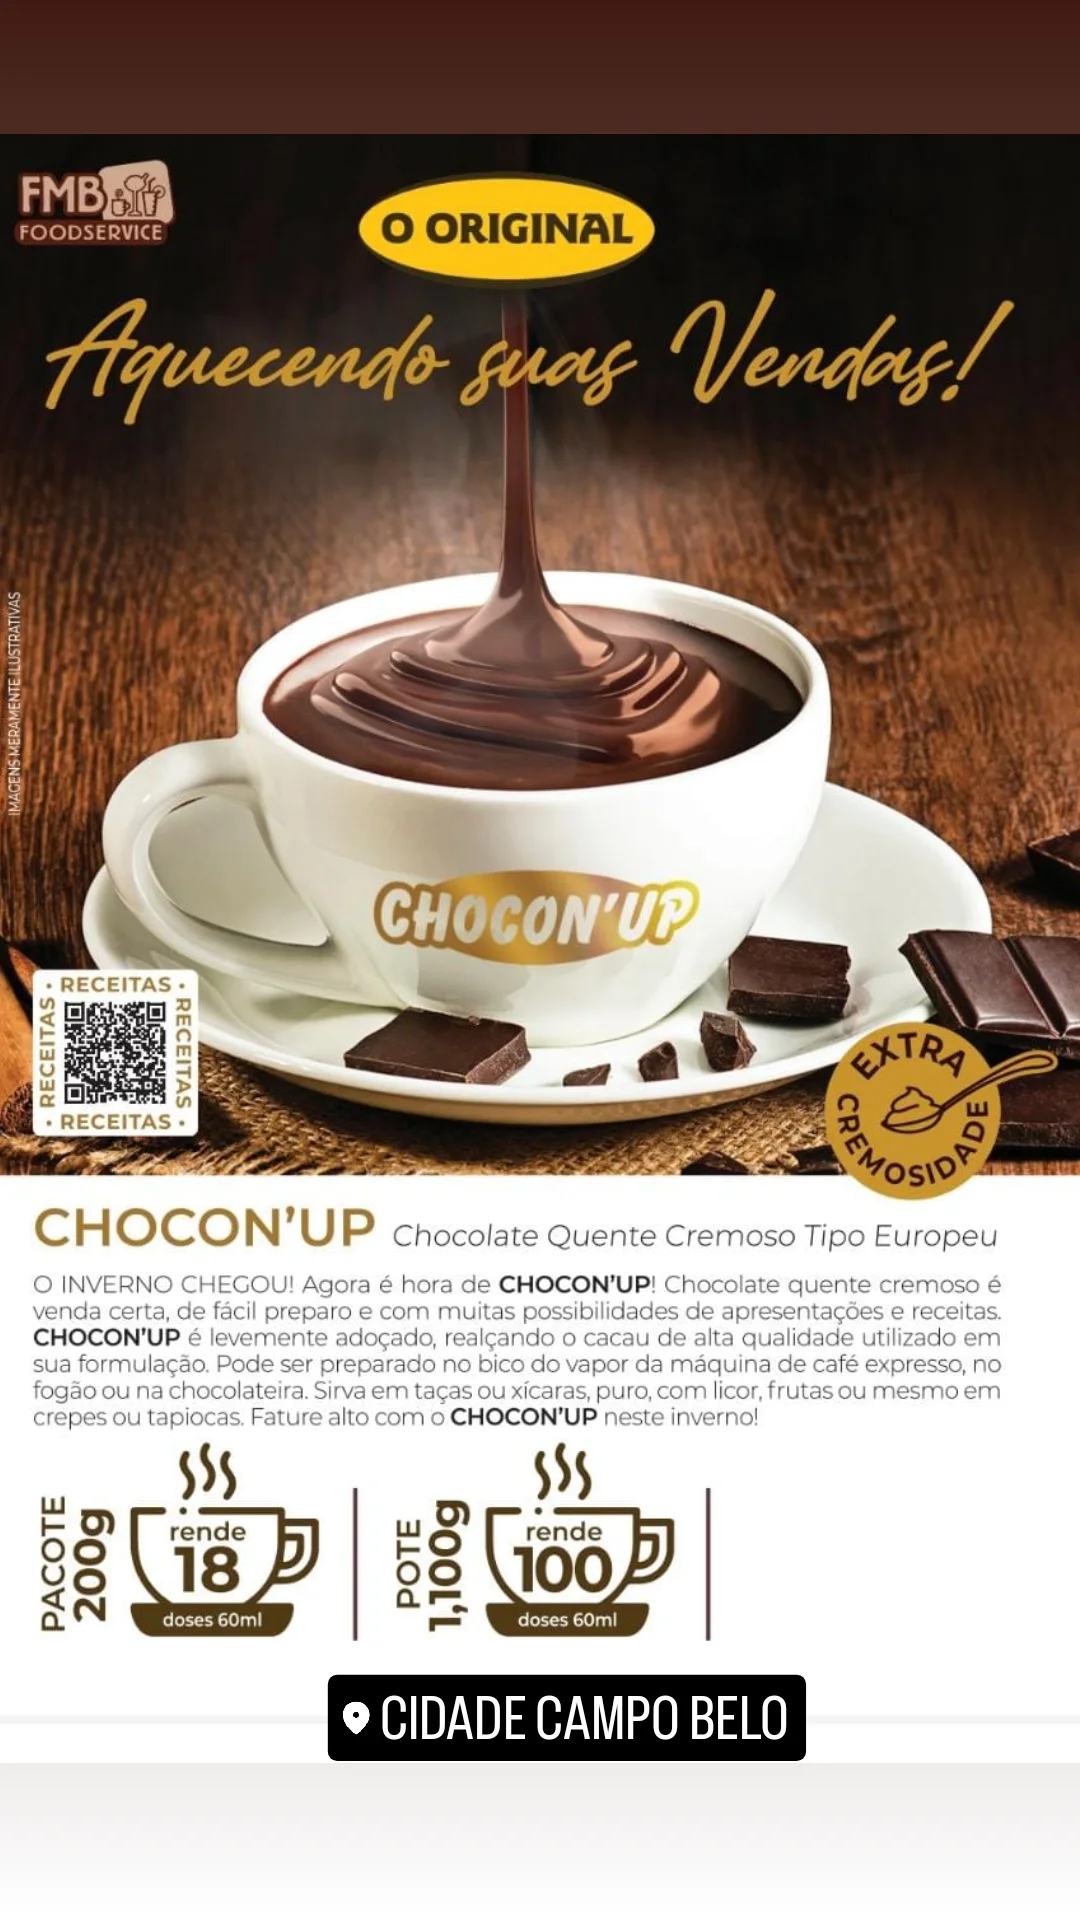 FMB
FOODSERVICE
O ORIGINAL
Aquecendo suas Vendas!
IMAGENS MERAMENTE ILUSTRATIVAS
CHOCON'UP
• RECEITAS •
RECEITAS
RECEITAS
• RECEITAS •
EXTRA
CREMOSIDADE
CHOCON'UP Chocolate Quente Cremoso Tipo Europeu
O INVERNO CHEGOU! Agora é hora de CHOCON'UP! Chocolate quente cremoso é
venda certa, de fácil preparo e com muitas possibilidades de apresentações e receitas.
CHOCON'UP é levemente adoçado, realçando o cacau de alta qualidade utilizado em
sua formulação. Pode ser preparado no bico do vapor da máquina de café expresso, no
fogão ou na chocolateira. Sirva em taças ou xícaras, puro, com licor, frutas ou mesmo em
crepes ou tapiocas. Fature alto com o CHOCON'UP neste inverno!
PACOTE
200g
rende
18
doses 60ml
POTE
1,100g
rende
100
doses 60ml
CIDADE CAMPO BELO